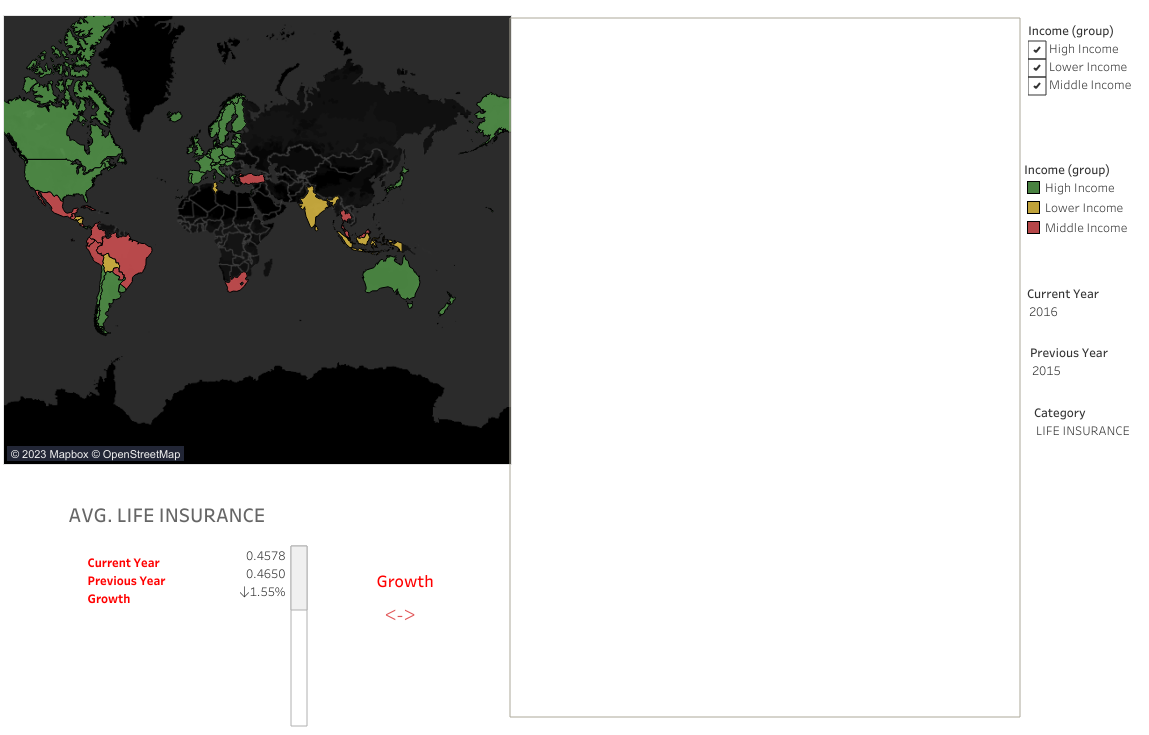 © 2023 Mapbox © OpenStreetMap
AVG. LIFE INSURANCE
Current Year 0.4578
Previous Year 0.4650
Growth ↓1.55%
Growth
<->
Income (group)
High Income
Lower Income
Middle Income
Income (group)
High Income
Lower Income
Middle Income
Current Year
2016
Previous Year
2015
Category
LIFE INSURANCE